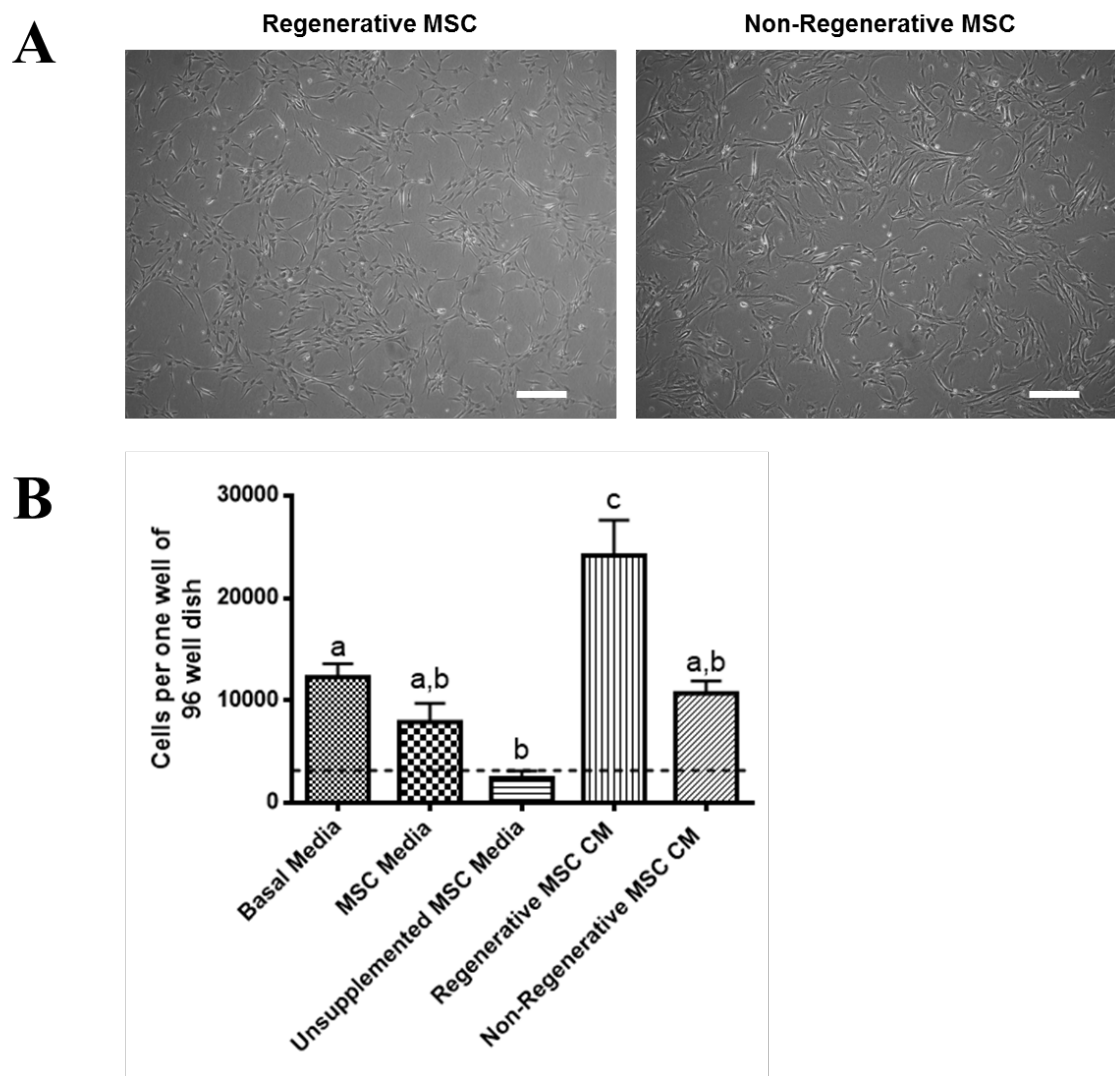 A
Regenerative MSC
Non-Regenerative MSC
B
Cells per one well of
96 well dish
30000
20000
10000
0
a
a,b
b
c
a,b
Basal Media
MSC Media
Unsupplemented MSC Media
Regenerative MSC CM
Non-Regenerative MSC CM